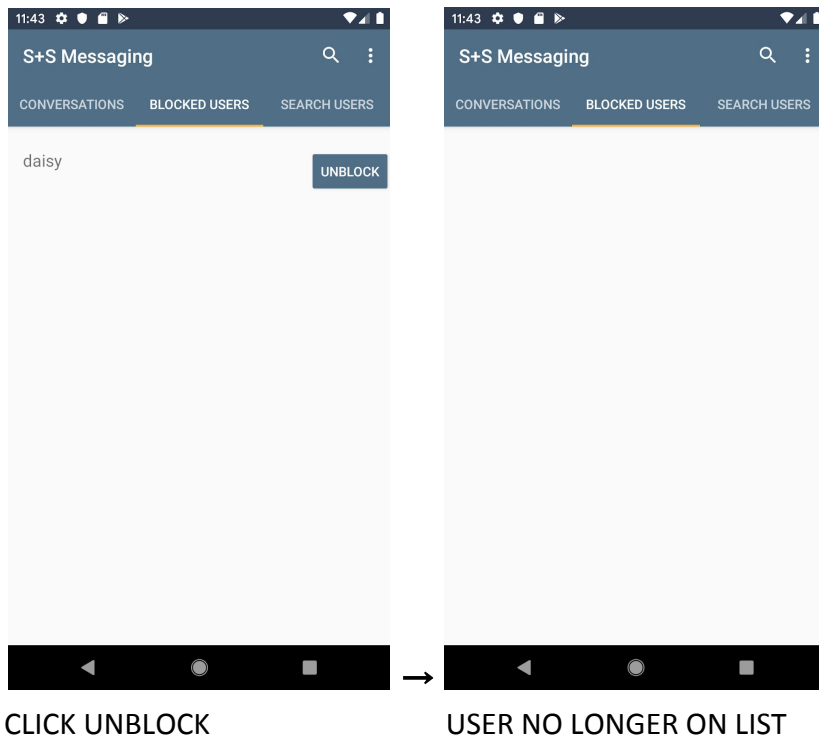 11:43
S+S Messaging
CONVERSATIONS BLOCKED USERS SEARCH USERS
daisy
UNBLOCK
11:43
S+S Messaging
CONVERSATIONS BLOCKED USERS SEARCH USERS
→
CLICK UNBLOCK
USER NO LONGER ON LIST